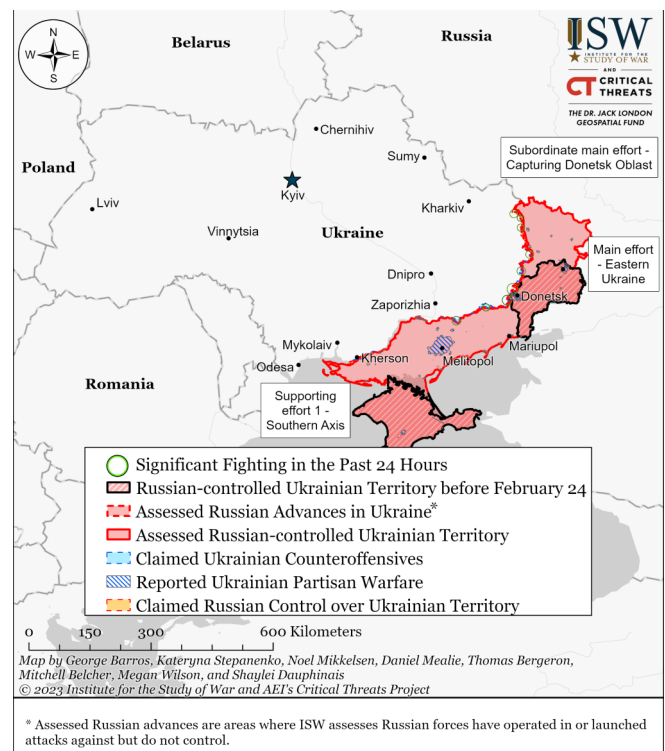 N
W
E
S
Belarus
Russia
ISW
INSTITUTE FOR THE
STUDY OF WAR
AND
CT CRITICAL
THREATS
THE DR. JACK LONDON
GEOSPATIAL FUND
Chernihiv
Subordinate main effort -
Capturing Donetsk Oblast
Sumy
Poland
Kyiv
Lviv
Kharkiv
Vinnytsia
Ukraine
Main effort
- Eastern
Ukraine
Dnipro
Donetsk
Zaporizhia
Mykolaiv
Mariupol
Kherson
Melitopol
Odesa
Romania
Supporting
effort 1 -
Southern Axis
Significant Fighting in the Past 24 Hours
Russian-controlled Ukrainian Territory before February 24
Assessed Russian Advances in Ukraine*
Assessed Russian-controlled Ukrainian Territory
Claimed Ukrainian Counteroffensives
Reported Ukrainian Partisan Warfare
Claimed Russian Control over Ukrainian Territory
0 150 300 600 Kilometers
Map by George Barros, Kateryna Stepanenko, Noel Mikkelsen, Daniel Mealie, Thomas Bergeron,
Mitchell Belcher, Megan Wilson, and Shaylei Dauphinais
© 2023 Institute for the Study of War and AEI's Critical Threats Project
* Assessed Russian advances are areas where ISW assesses Russian forces have operated in or launched
attacks against but do not control.